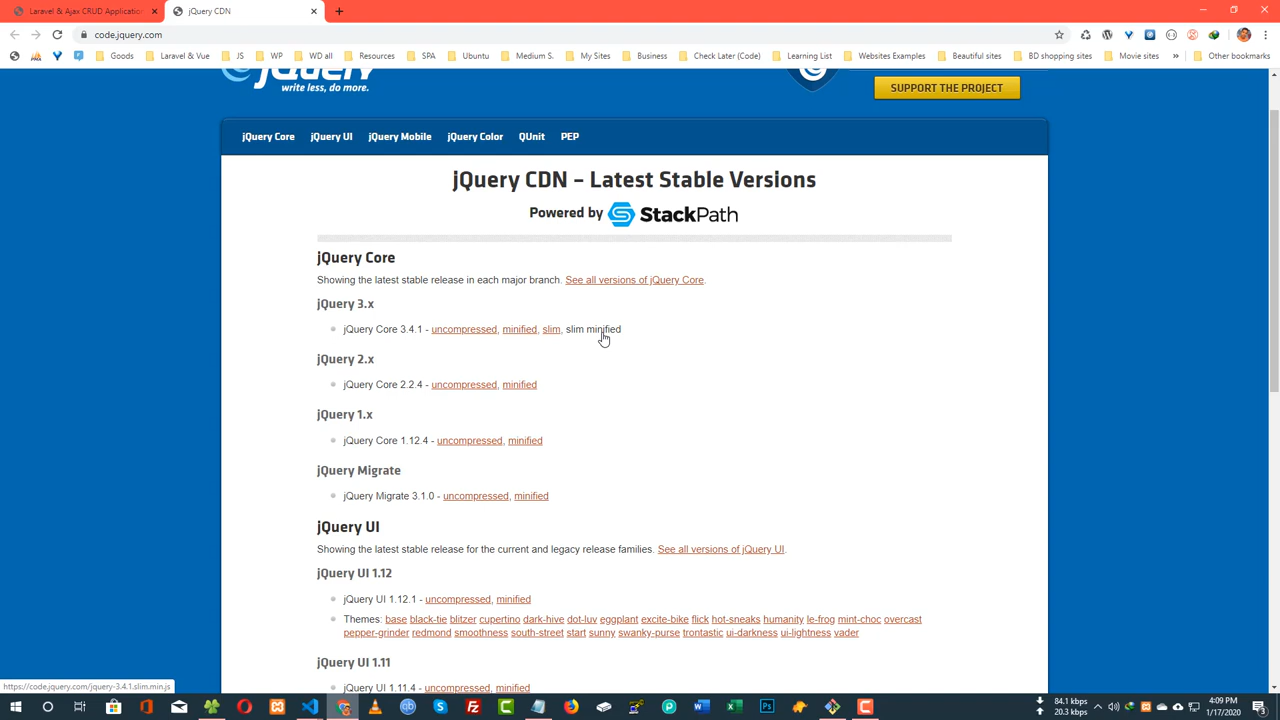 Laravel & Ajax CRUD Application
jQuery CDN
code.jquery.com
Goods
Laravel & Vue
JS
WP
WD all
Resources
SPA
Ubuntu
Medium S.
My Sites
Business
Check Later (Code)
Learning List
Websites Examples
Beautiful sites
BD shopping sites
Movie sites
»
Other bookmarks
jQuery
write less, do more.
SUPPORT THE PROJECT
jQuery Core
jQuery UI
jQuery Mobile
jQuery Color
QUnit
PEP
jQuery CDN – Latest Stable Versions
Powered by StackPath
jQuery Core
Showing the latest stable release in each major branch. See all versions of jQuery Core.
jQuery 3.x
jQuery Core 3.4.1 - uncompressed, minified, slim, slim minified
jQuery 2.x
jQuery Core 2.2.4 - uncompressed, minified
jQuery 1.x
jQuery Core 1.12.4 - uncompressed, minified
jQuery Migrate
jQuery Migrate 3.1.0 - uncompressed, minified
jQuery UI
Showing the latest stable release for the current and legacy release families. See all versions of jQuery UI.
jQuery UI 1.12
jQuery UI 1.12.1 - uncompressed, minified
Themes: base black-tie blitzer cupertino dark-hive dot-luv eggplant excite-bike flick hot-sneaks humanity le-frog mint-choc overcast
pepper-grinder redmond smoothness south-street start sunny swanky-purse trontastic ui-darkness ui-lightness vader
jQuery UI 1.11
jQuery UI 1.11.4 - uncompressed, minified
https://code.jquery.com/jquery-3.4.1.slim.min.js
84.1 kbps
20.3 kbps
4:09 PM
1/17/2020